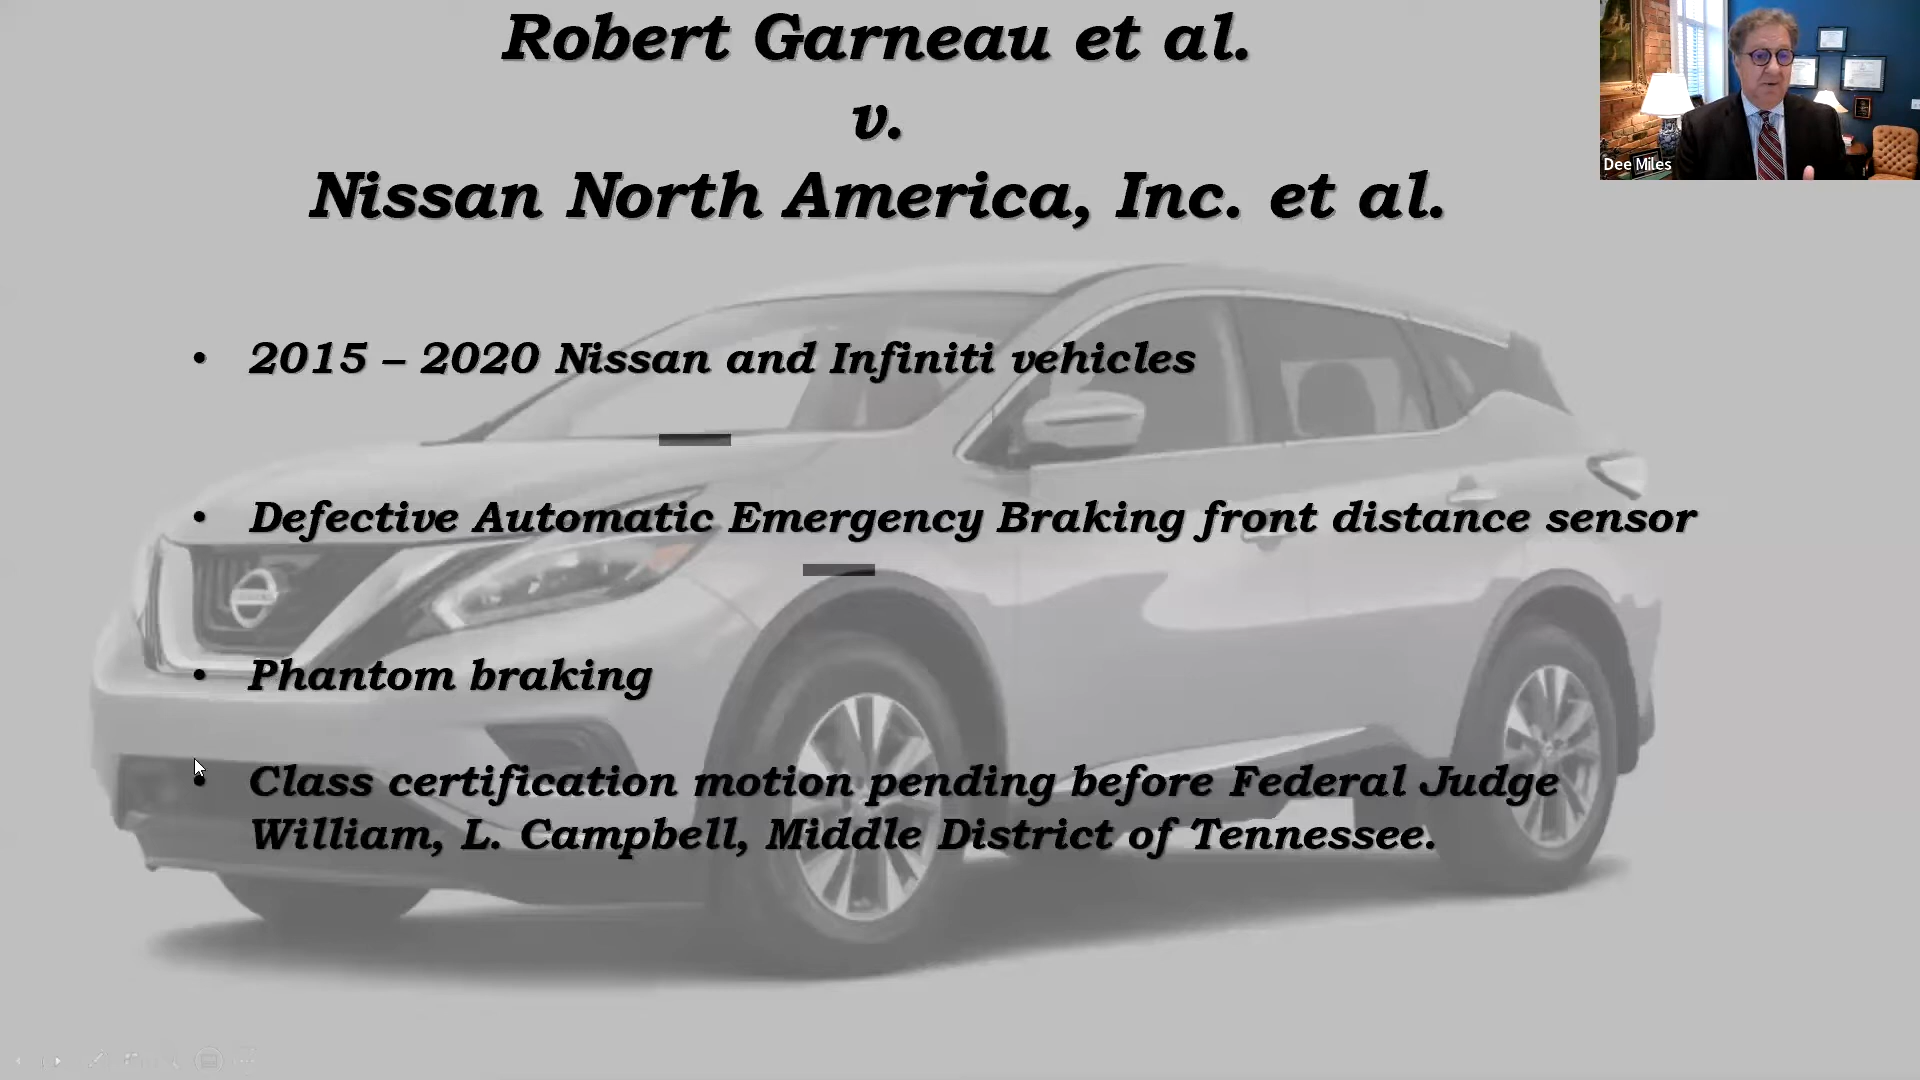 Robert Garneau et al.
v.
Nissan North America, Inc. et al.
Dee Miles
• 2015 – 2020 Nissan and Infiniti vehicles
• Defective Automatic Emergency Braking front distance sensor
• Phantom braking
• Class certification motion pending before Federal Judge
William, L. Campbell, Middle District of Tennessee.